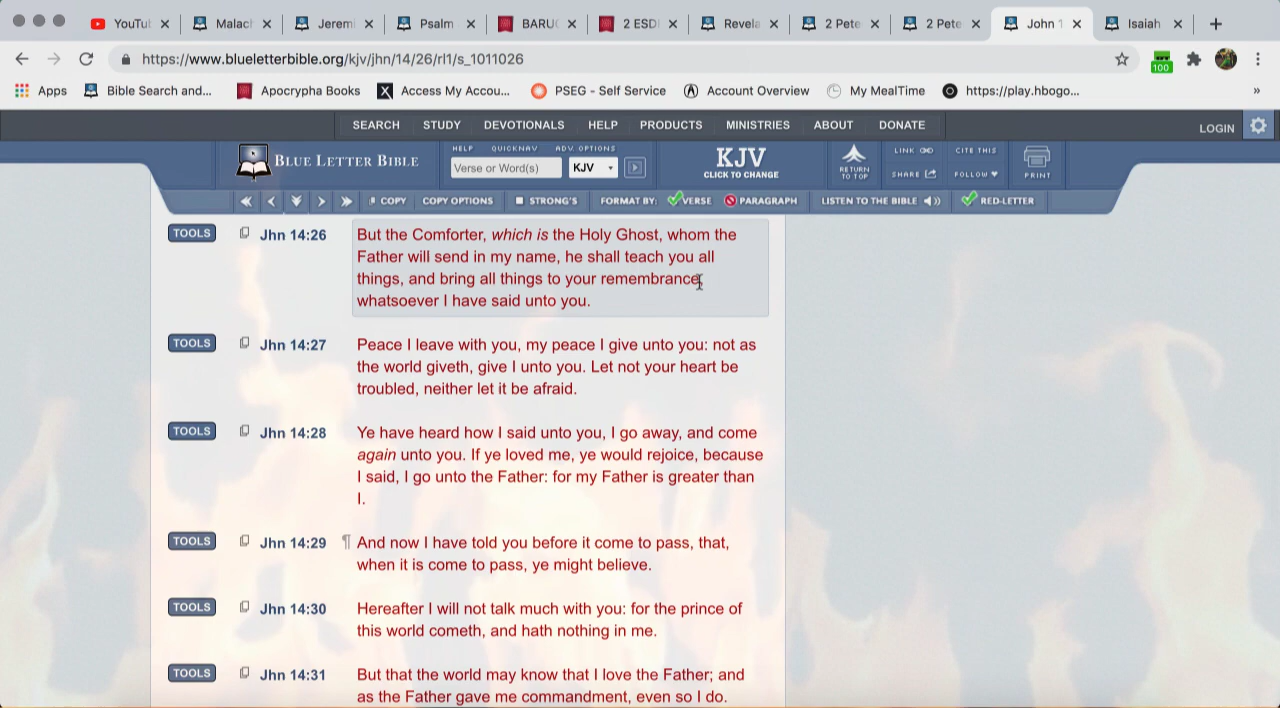 YouTu
Malac
Jeremi
Psalm
BARU
2 ESD
Revela
2 Pete
2 Pete
John 1
Isaiah
https://www.blueletterbible.org/kjv/jhn/14/26/rl1/s_1011026
100
Apps
Bible Search and...
Apocrypha Books
Access My Accou...
PSEG - Self Service
Account Overview
My MealTime
https://play.hbogo...
»
SEARCH STUDY DEVOTIONALS HELP PRODUCTS MINISTRIES ABOUT DONATE
LOGIN
BLUE LETTER BIBLE
HELP QUICKNAV ADV. OPTIONS
Verse or Word(s)
KJV
KJV
CLICK TO CHANGE
RETURN
TO TOP
LINK
CITE THIS
SHARE
FOLLOW
PRINT
COPY
COPY OPTIONS
STRONG'S
FORMAT BY: VERSE PARAGRAPH
LISTEN TO THE BIBLE
RED-LETTER
TOOLS Jhn 14:26 But the Comforter, which is the Holy Ghost, whom the
Father will send in my name, he shall teach you all
things, and bring all things to your remembrance,
whatsoever I have said unto you.
TOOLS Jhn 14:27 Peace I leave with you, my peace I give unto you: not as
the world giveth, give I unto you. Let not your heart be
troubled, neither let it be afraid.
TOOLS Jhn 14:28 Ye have heard how I said unto you, I go away, and come
again unto you. If ye loved me, ye would rejoice, because
I said, I go unto the Father: for my Father is greater than
I.
TOOLS Jhn 14:29 ¶ And now I have told you before it come to pass, that,
when it is come to pass, ye might believe.
TOOLS Jhn 14:30 Hereafter I will not talk much with you: for the prince of
this world cometh, and hath nothing in me.
TOOLS Jhn 14:31 But that the world may know that I love the Father; and
as the Father gave me commandment, even so I do.